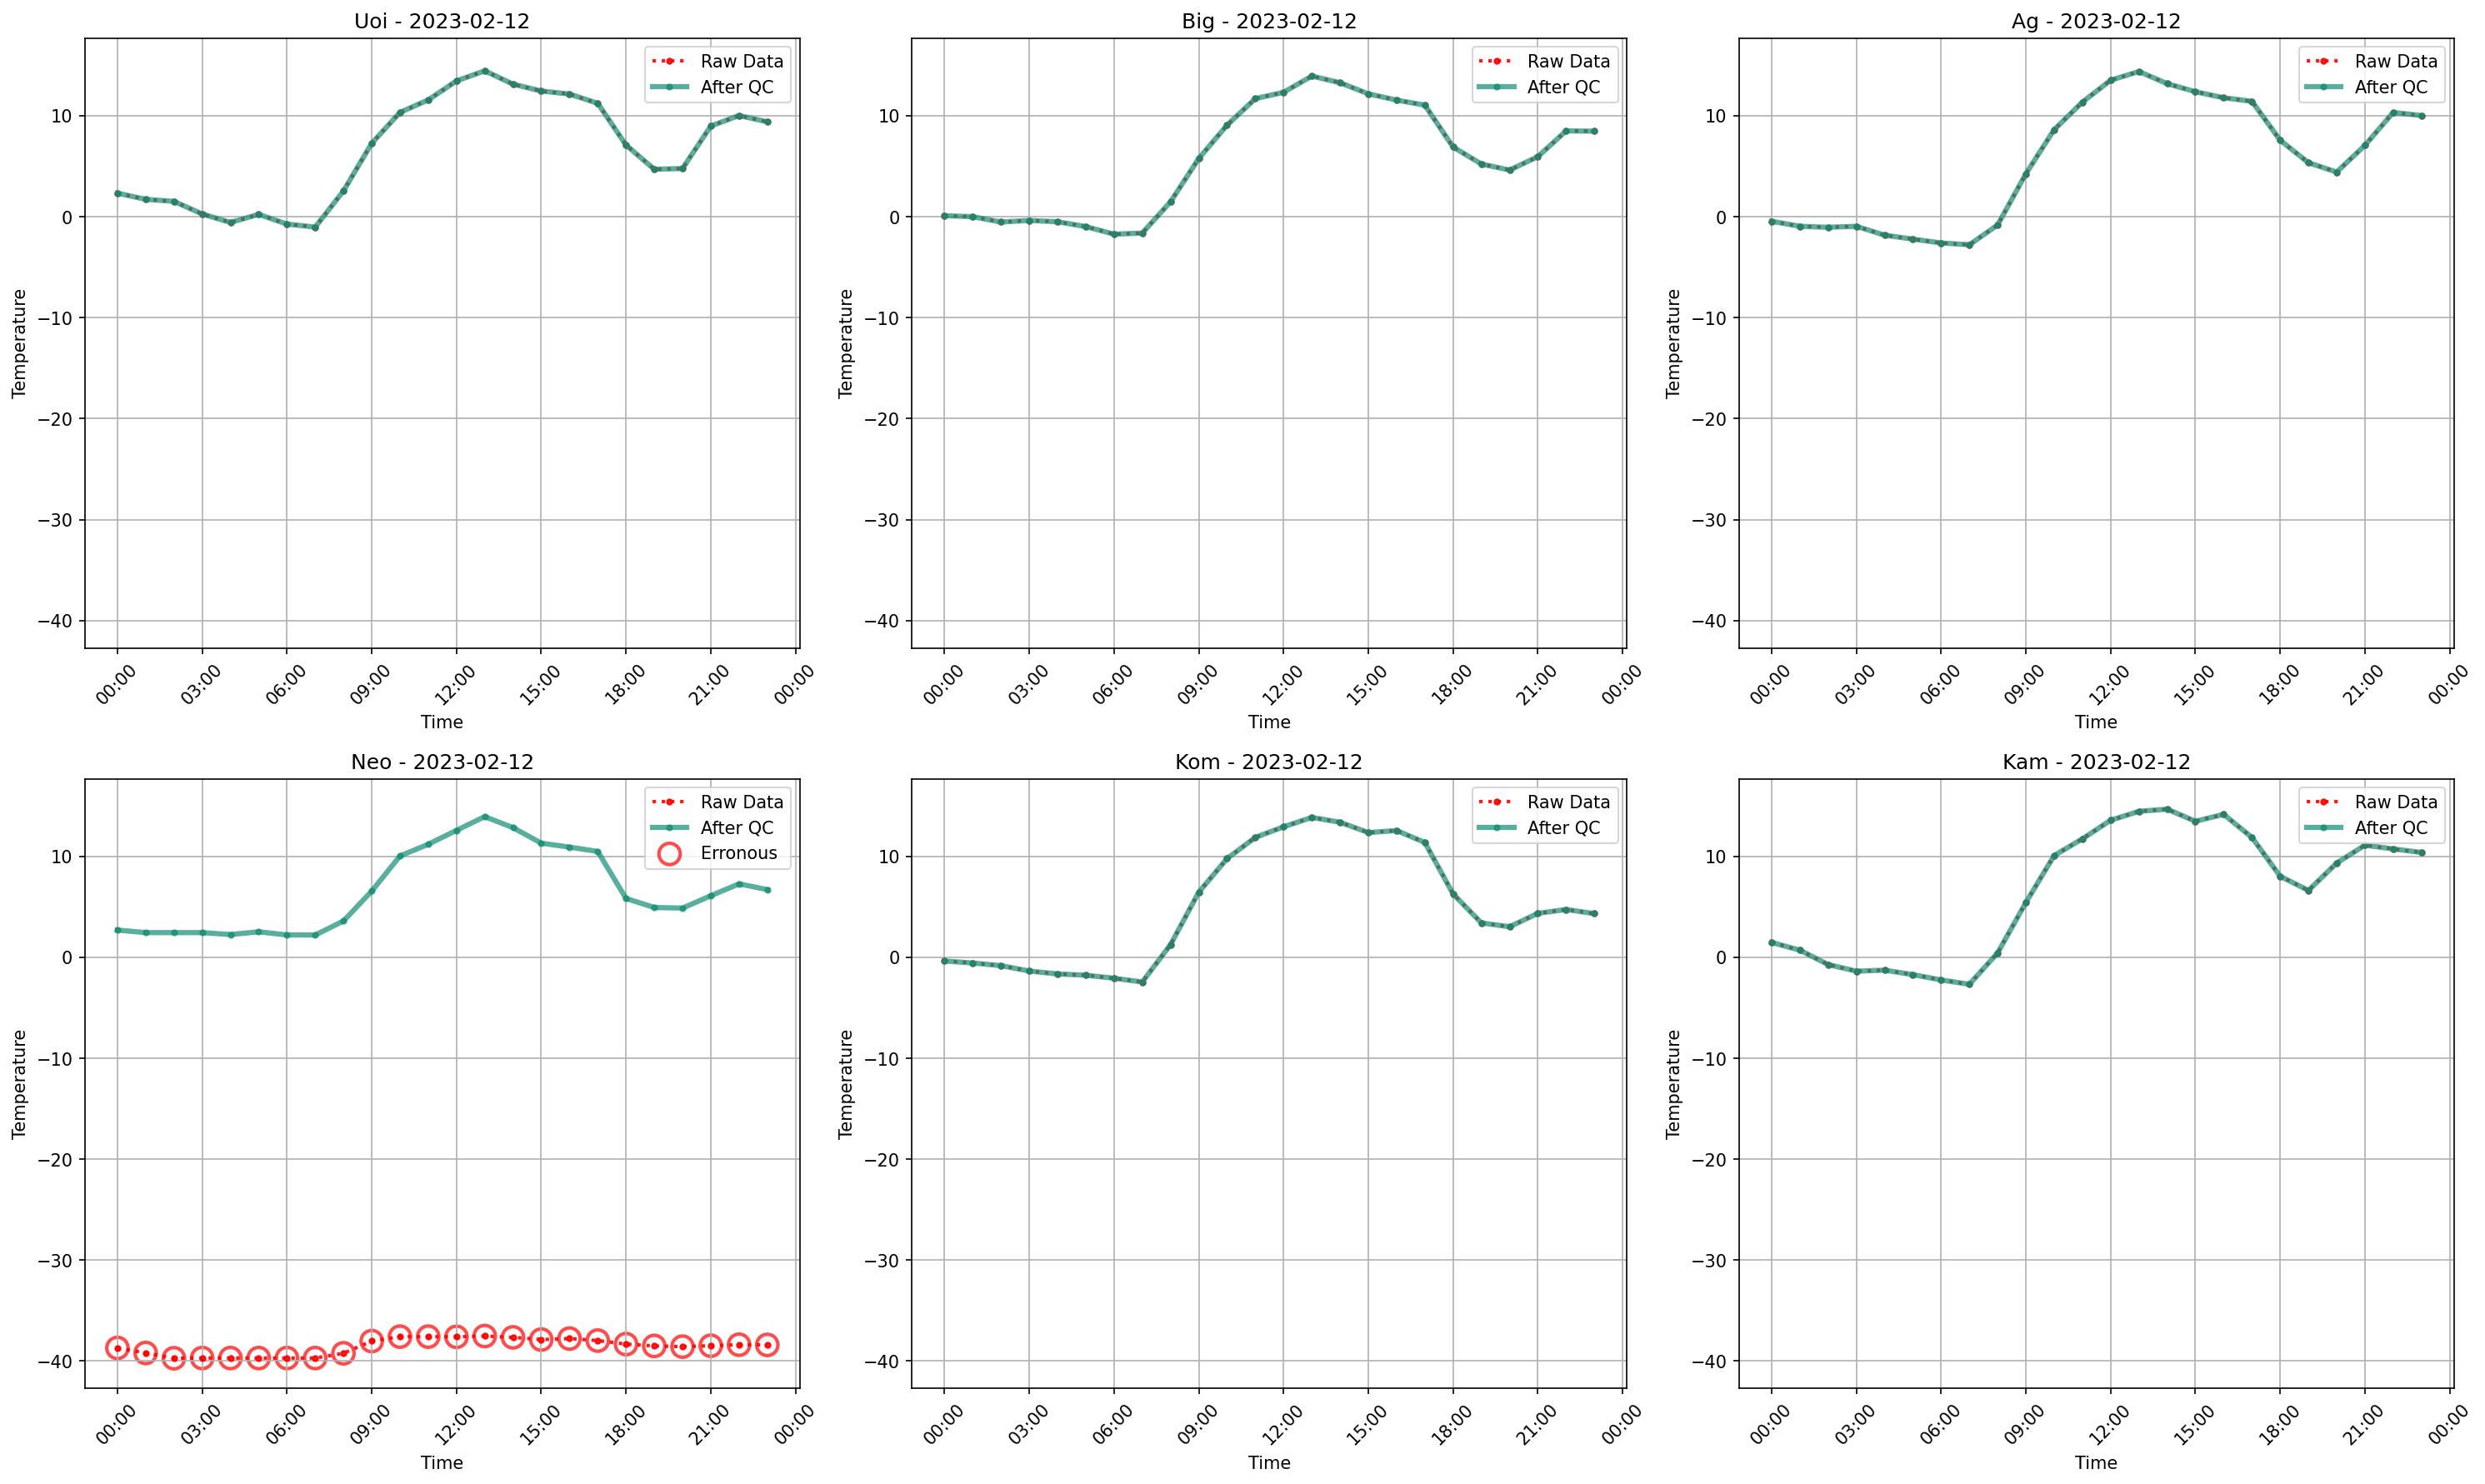 Uoi - 2023-02-12
Raw Data
After QC
Temperature
10
0
−10
−20
−30
−40
00:00 03:00 06:00 09:00 12:00 15:00 18:00 21:00 00:00
Time
Big - 2023-02-12
Raw Data
After QC
Temperature
10
0
−10
−20
−30
−40
00:00 03:00 06:00 09:00 12:00 15:00 18:00 21:00 00:00
Time
Ag - 2023-02-12
Raw Data
After QC
Temperature
10
0
−10
−20
−30
−40
00:00 03:00 06:00 09:00 12:00 15:00 18:00 21:00 00:00
Time
Neo - 2023-02-12
Raw Data
After QC
Erronous
Temperature
10
0
−10
−20
−30
−40
00:00 03:00 06:00 09:00 12:00 15:00 18:00 21:00 00:00
Time
Kom - 2023-02-12
Raw Data
After QC
Temperature
10
0
−10
−20
−30
−40
00:00 03:00 06:00 09:00 12:00 15:00 18:00 21:00 00:00
Time
Kam - 2023-02-12
Raw Data
After QC
Temperature
10
0
−10
−20
−30
−40
00:00 03:00 06:00 09:00 12:00 15:00 18:00 21:00 00:00
Time